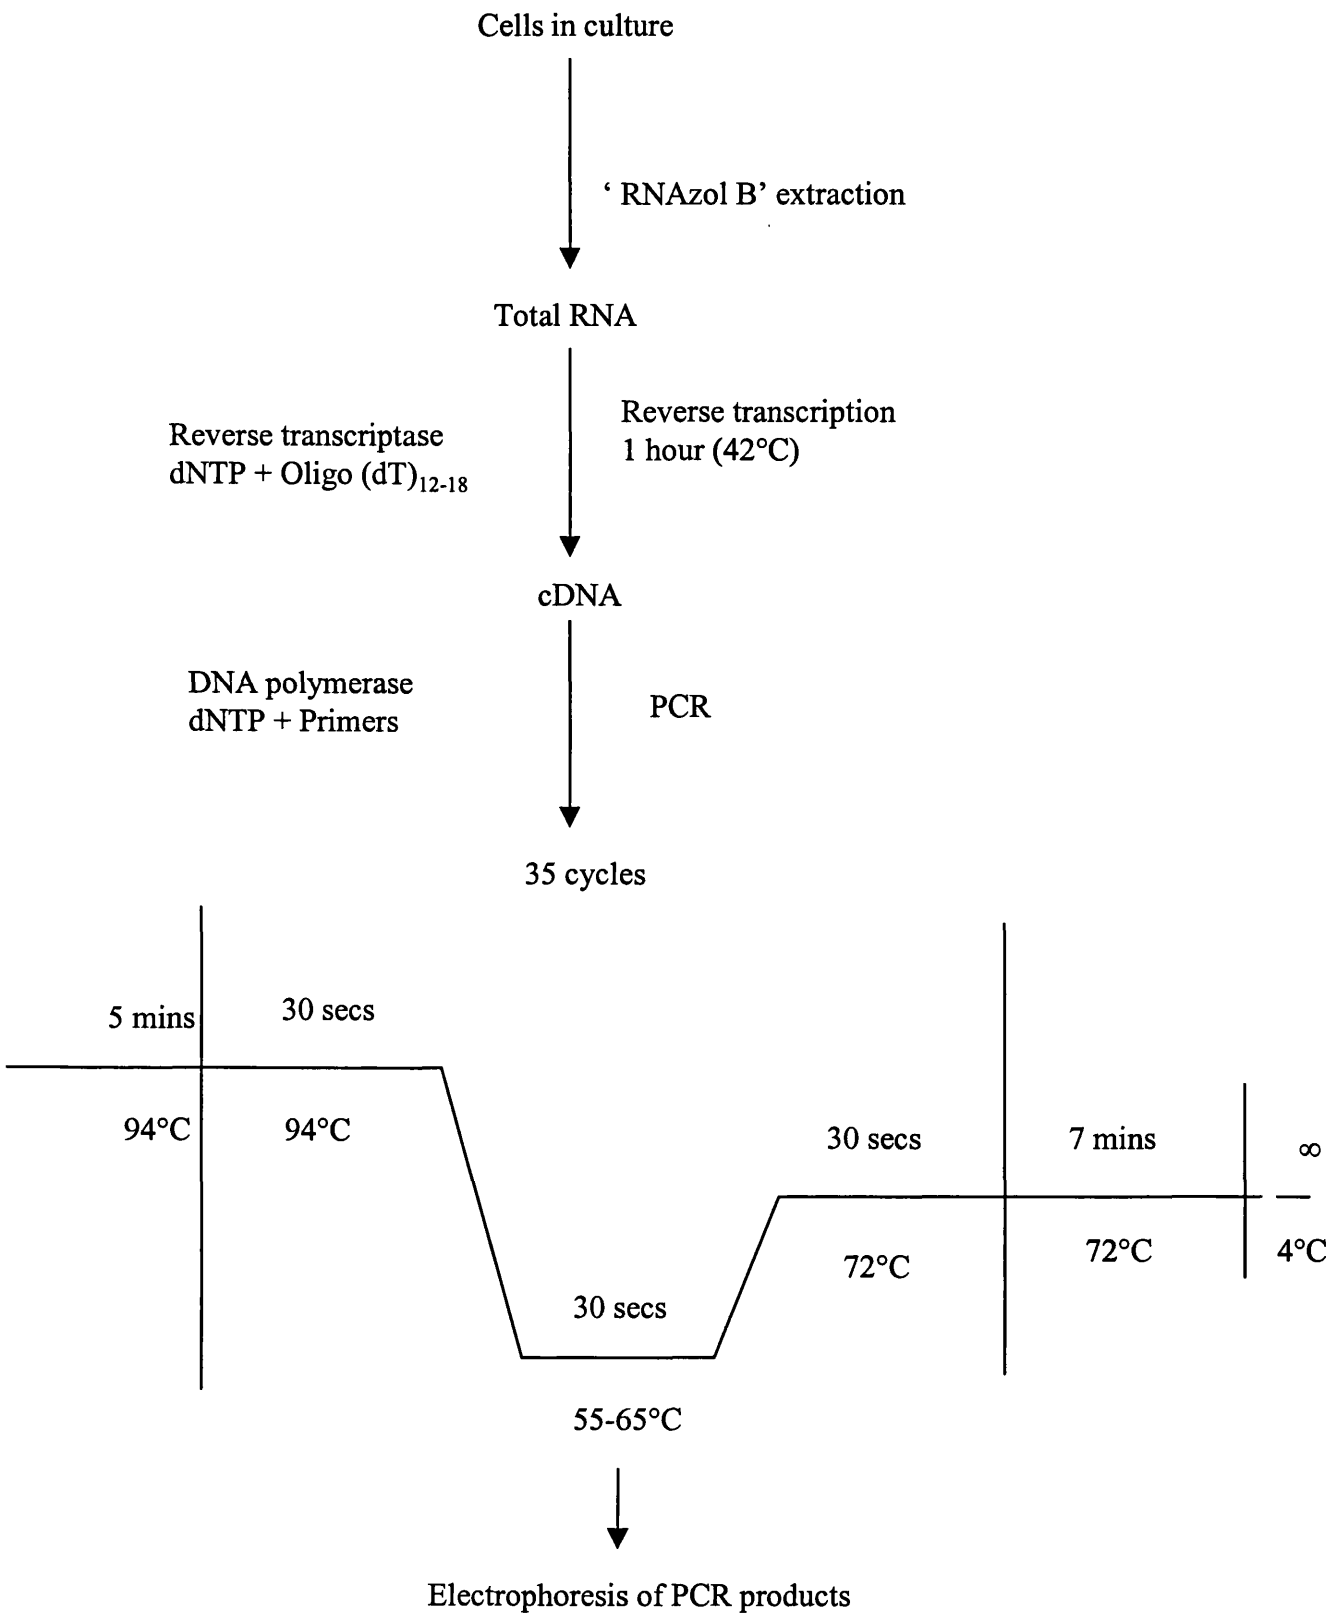 Cells in culture
‘ RNAzol B’ extraction
Total RNA
Reverse transcriptase
dNTP + Oligo (dT)12-18
Reverse transcription
1 hour (42°C)
cDNA
DNA polymerase
dNTP + Primers
PCR
35 cycles
5 mins
30 secs
94°C
94°C
30 secs
7 mins
∞
72°C
72°C
4°C
30 secs
55-65°C
Electrophoresis of PCR products